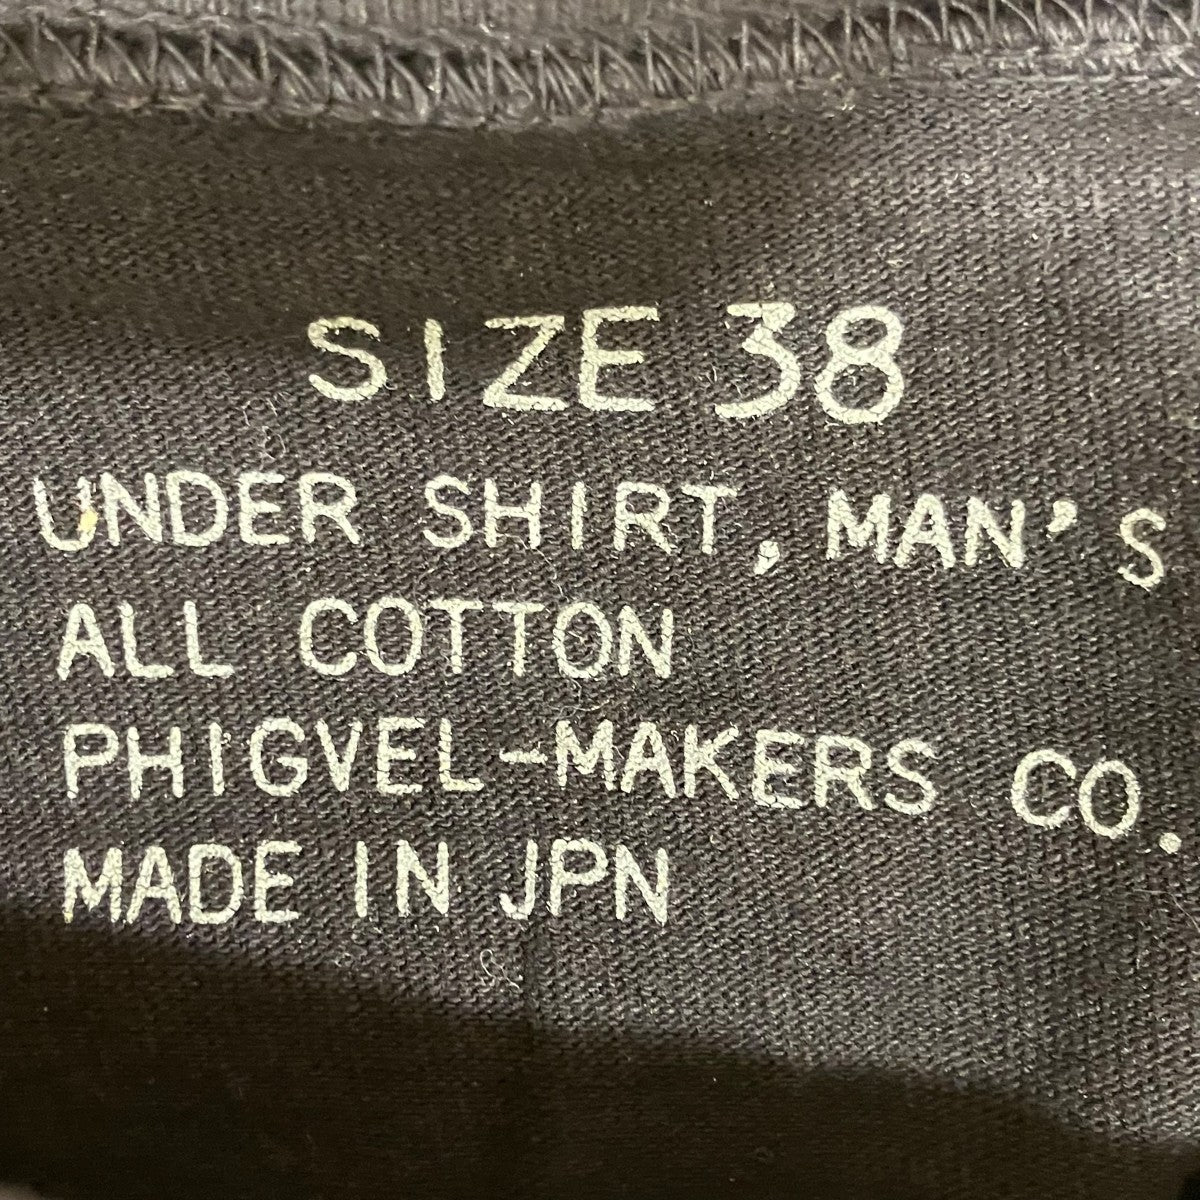 SIZE 38
UNDER SHIRT, MAN'S
ALL COTTON
PHIGVEL-MAKERS CO.
MADE IN JPN